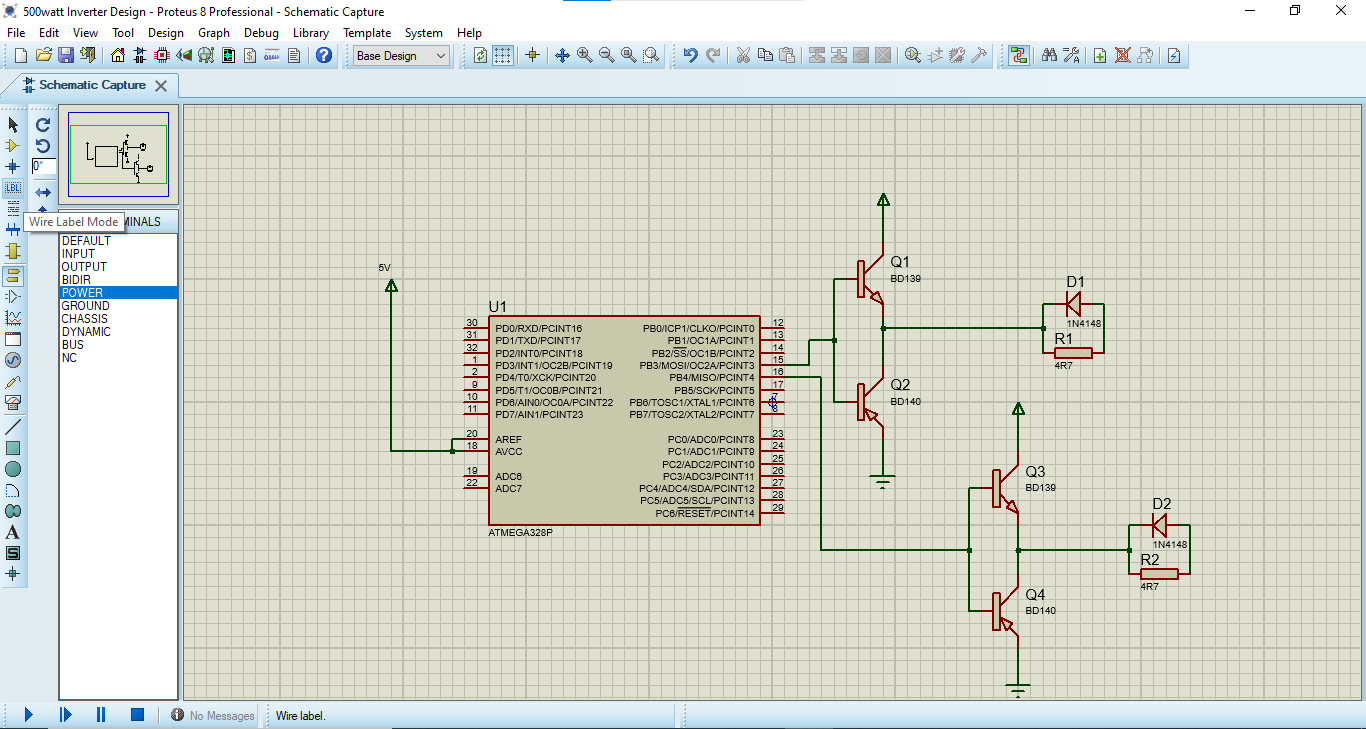 500watt Inverter Design - Proteus 8 Professional - Schematic Capture
File Edit View Tool Design Graph Debug Library Template System Help
Base Design
Schematic Capture
0°
LBL
Wire Label Mode
MINALS
DEFAULT
INPUT
OUTPUT
BIDIR
POWER
GROUND
CHASSIS
DYNAMIC
BUS
NC
A
S
5V
U1
30 PD0/RXD/PCINT16 PB0/ICP1/CLKO/PCINT0 12
31 PD1/TXD/PCINT17 PB1/OC1A/PCINT1 13
32 PD2/INT0/PCINT18 PB2/SS/OC1B/PCINT2 14
1 PD3/INT1/OC2B/PCINT19 PB3/MOSI/OC2A/PCINT3 15
2 PD4/T0/XCK/PCINT20 PB4/MISO/PCINT4 16
9 PD5/T1/OC0B/PCINT21 PB5/SCK/PCINT5 17
10 PD6/AIN0/OC0A/PCINT22 PB6/TOSC1/XTAL1/PCINT6 7
11 PD7/AIN1/PCINT23 PB7/TOSC2/XTAL2/PCINT7 8
20 AREF PC0/ADC0/PCINT8 23
18 AVCC PC1/ADC1/PCINT9 24
PC2/ADC2/PCINT10 25
19 ADC6 PC3/ADC3/PCINT11 26
22 ADC7 PC4/ADC4/SDA/PCINT12 27
PC5/ADC5/SCL/PCINT13 28
PC6/RESET/PCINT14 29
ATMEGA328P
Q1
BD139
D1
1N4148
R1
4R7
Q2
BD140
Q3
BD139
D2
1N4148
R2
4R7
Q4
BD140
No Messages
Wire label.